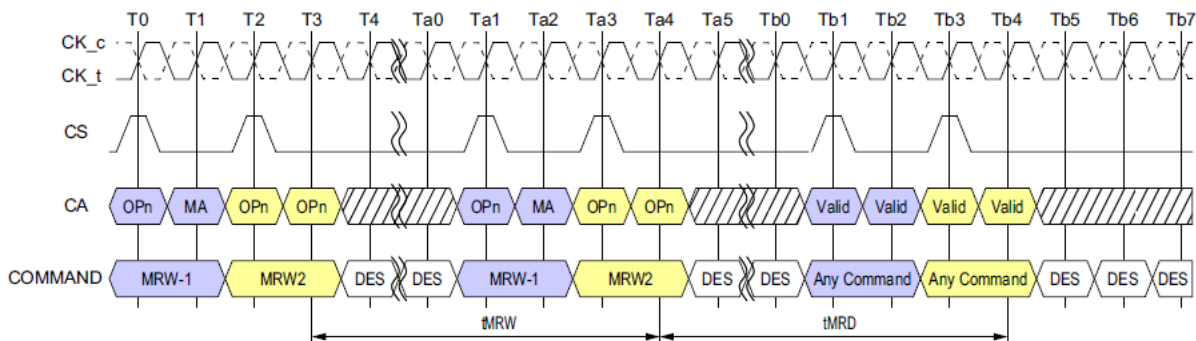 T0 T1 T2 T3 T4 Ta0 Ta1 Ta2 Ta3 Ta4 Ta5 Tb0 Tb1 Tb2 Tb3 Tb4 Tb5 Tb6 Tb7
CK_c
CK_t
CS
CA OPn MA OPn OPn OPn MA OPn OPn Valid Valid Valid Valid
COMMAND MRW-1 MRW2 DES DES MRW-1 MRW2 DES DES Any Command Any Command DES DES DES
tMRW tMRD